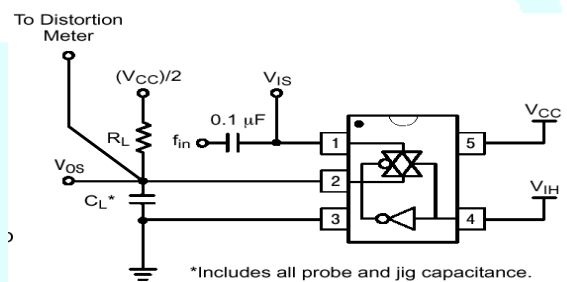 To Distortion
Meter
(VCC)/2
VIS
VCC
0.1 µF
RL
fin
1
5
VOS
2
VIH
CL*
3
4
*Includes all probe and jig capacitance.